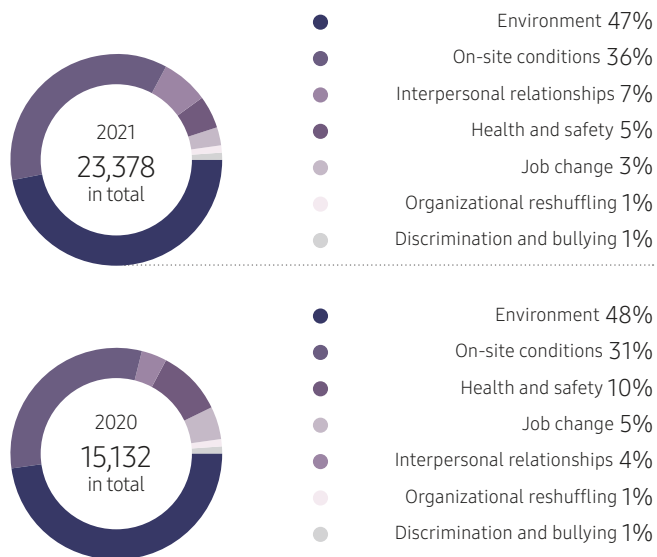 2021
23,378
in total
Environment 47%
On-site conditions 36%
Interpersonal relationships 7%
Health and safety 5%
Job change 3%
Organizational reshuffling 1%
Discrimination and bullying 1%
2020
15,132
in total
Environment 48%
On-site conditions 31%
Health and safety 10%
Job change 5%
Interpersonal relationships 4%
Organizational reshuffling 1%
Discrimination and bullying 1%